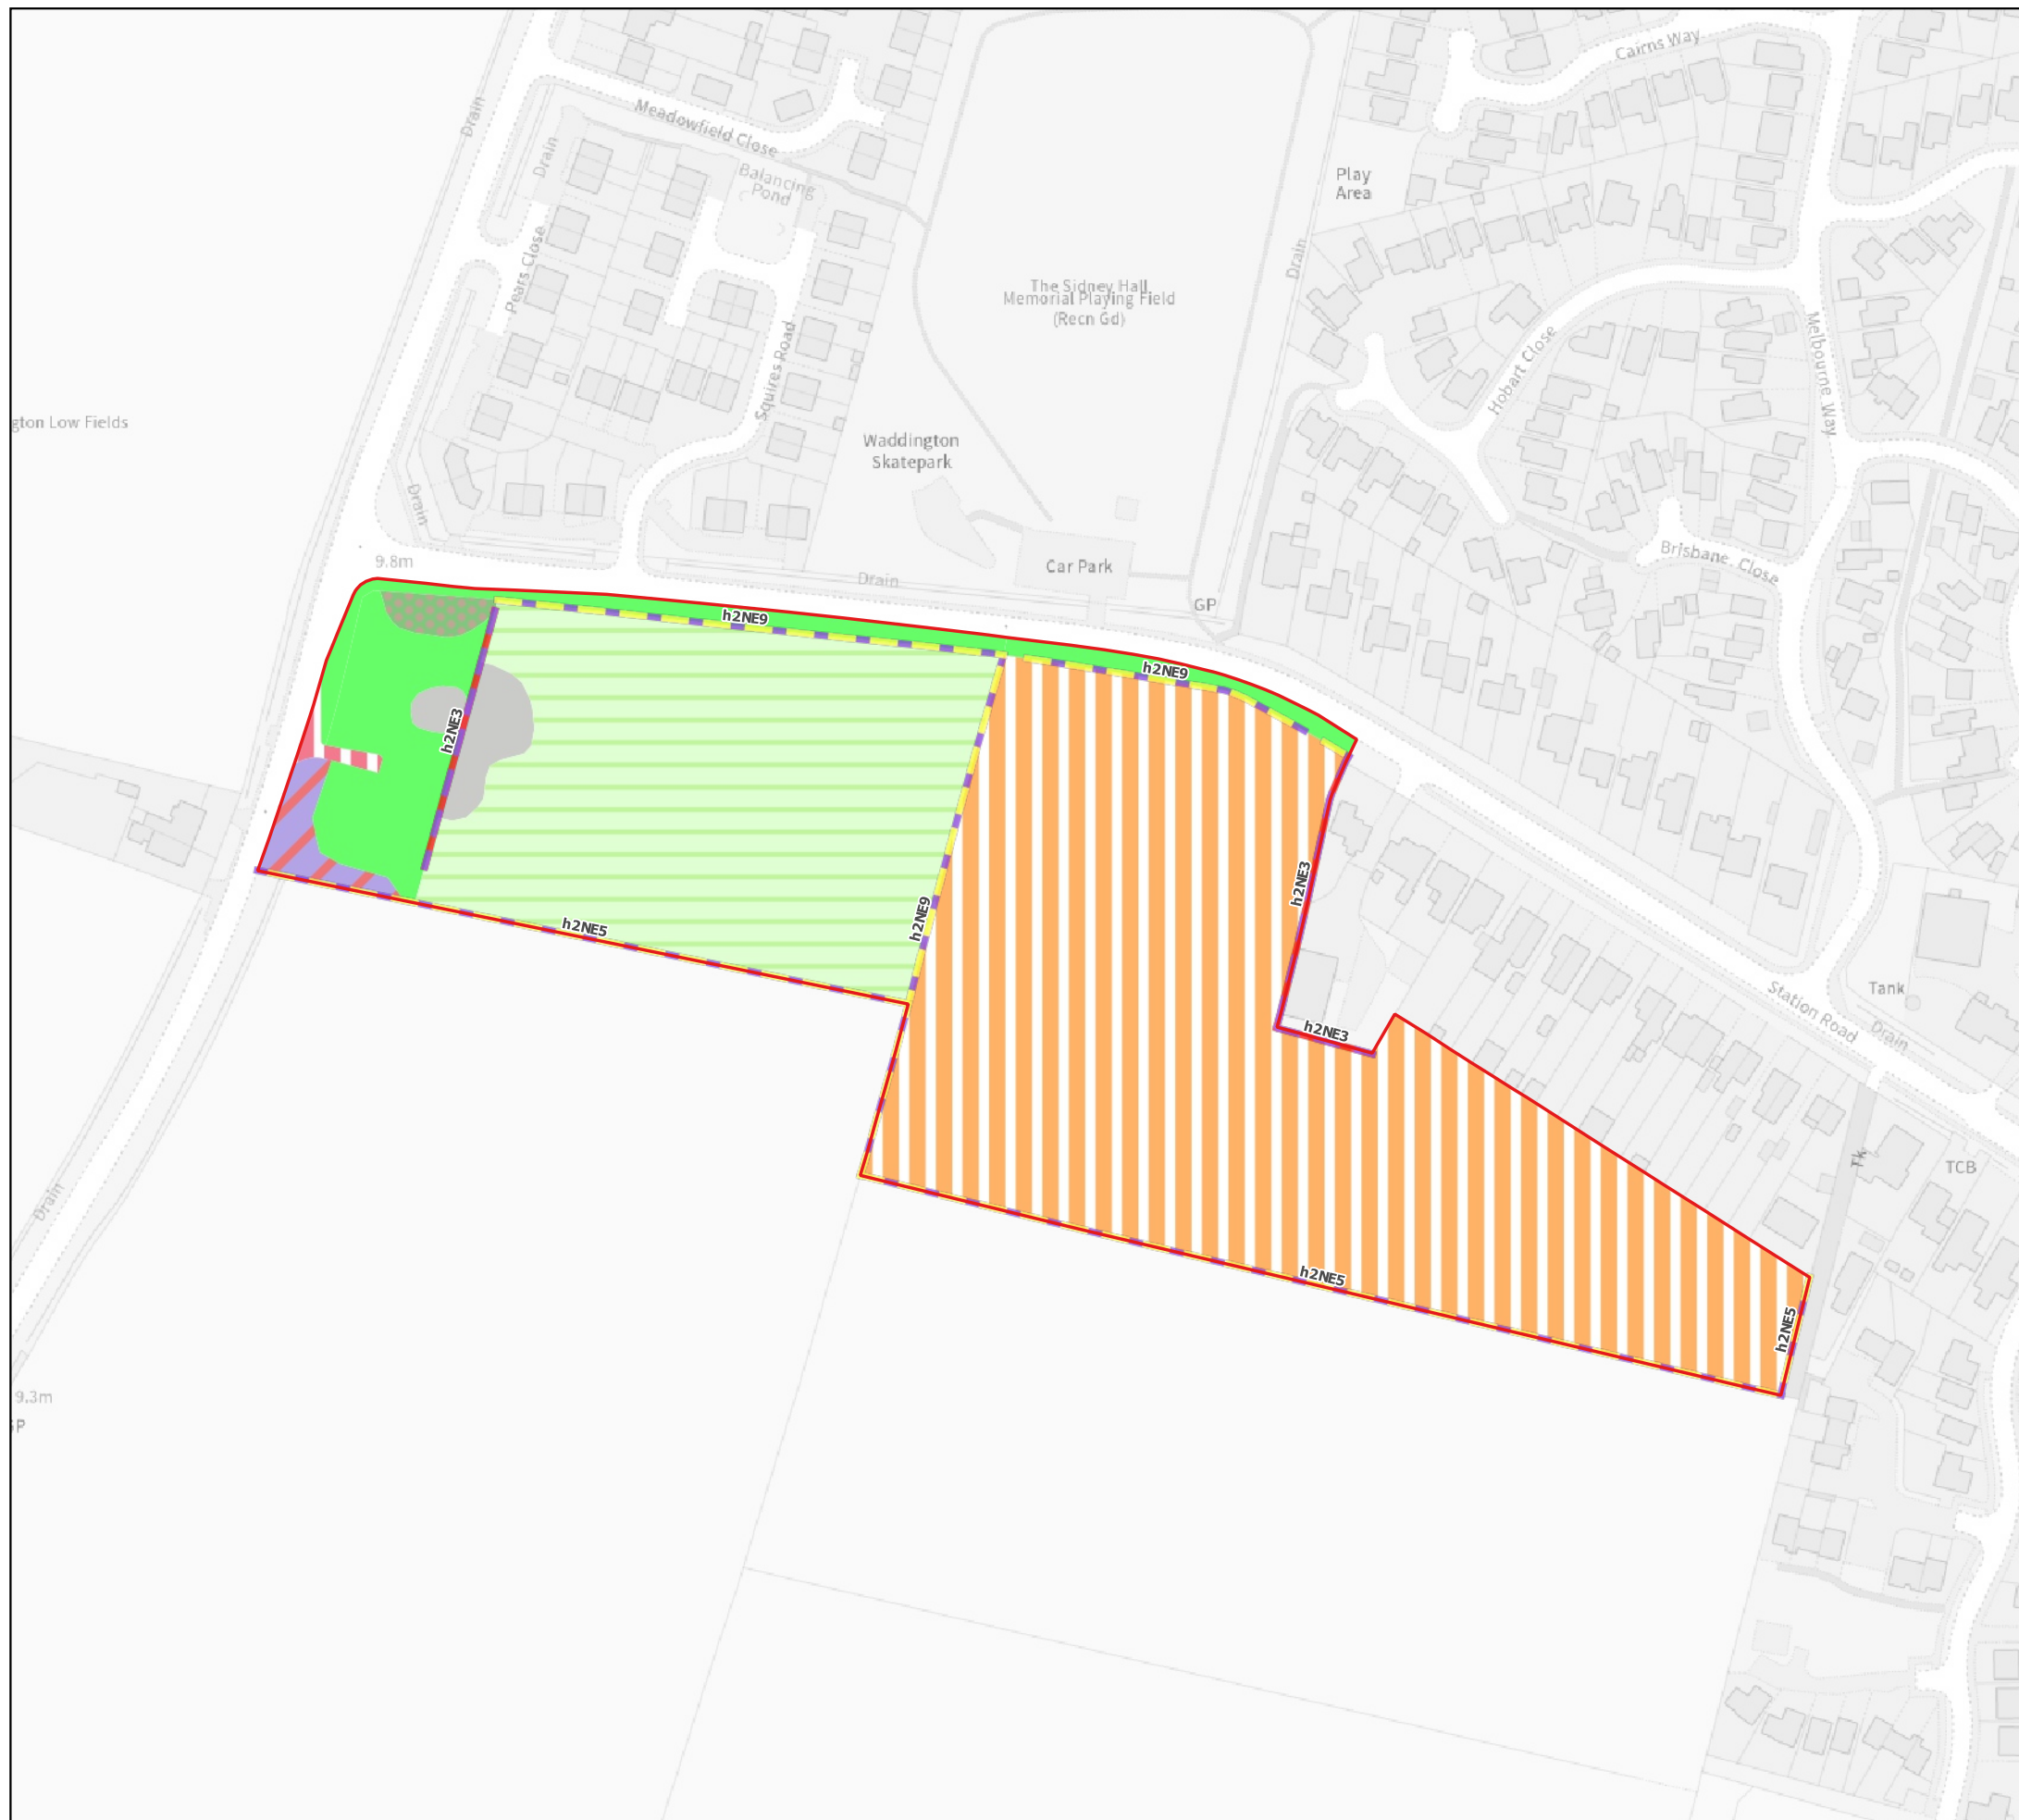 Cairns Way
Drain
Meadowfield Close
Drain
Balancing
Pond
Play
Area
Pears Close
Drain
The Sidney Hall
Memorial Playing Field
(Recn Gd)
Squires Road
Hobart Close
Melbourne Way
gton Low Fields
Waddington
Skatepark
Drain
9.8m
Car Park
Drain
Brisbane Close
GP
h2NE9
h2NE9
h2NE3
h2NE3
h2NE9
h2NE5
h2NE3
Station Road
Tank
Drain
Drain
Tk
TCB
h2NE5
h2NE5
9.3m